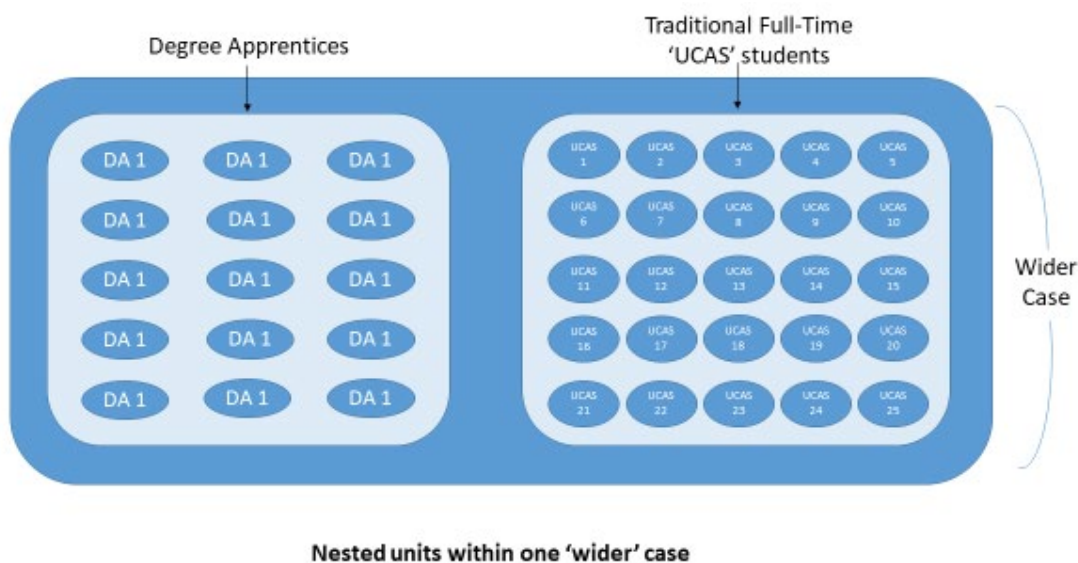 Degree Apprentices
Traditional Full-Time
‘UCAS’ students
DA 1 DA 1 DA 1
DA 1 DA 1 DA 1
DA 1 DA 1 DA 1
DA 1 DA 1 DA 1
DA 1 DA 1 DA 1
UCAS UCAS UCAS UCAS UCAS
1 2 3 4 5
UCAS UCAS UCAS UCAS UCAS
6 7 8 9 10
UCAS UCAS UCAS UCAS UCAS
11 12 13 14 15
UCAS UCAS UCAS UCAS UCAS
16 17 18 19 20
UCAS UCAS UCAS UCAS UCAS
21 22 23 24 25
Wider
Case
Nested units within one ‘wider’ case